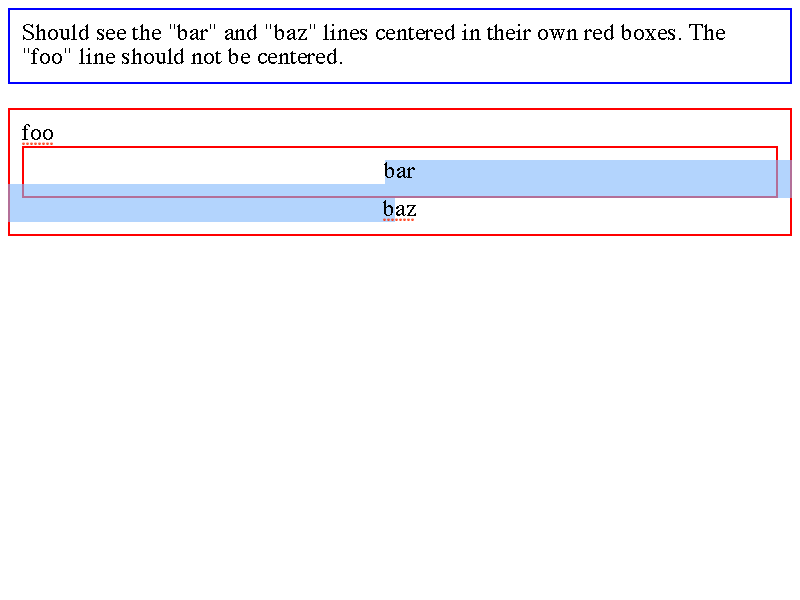 Should see the "bar" and "baz" lines centered in their own red boxes. The
"foo" line should not be centered.
foo
bar
baz